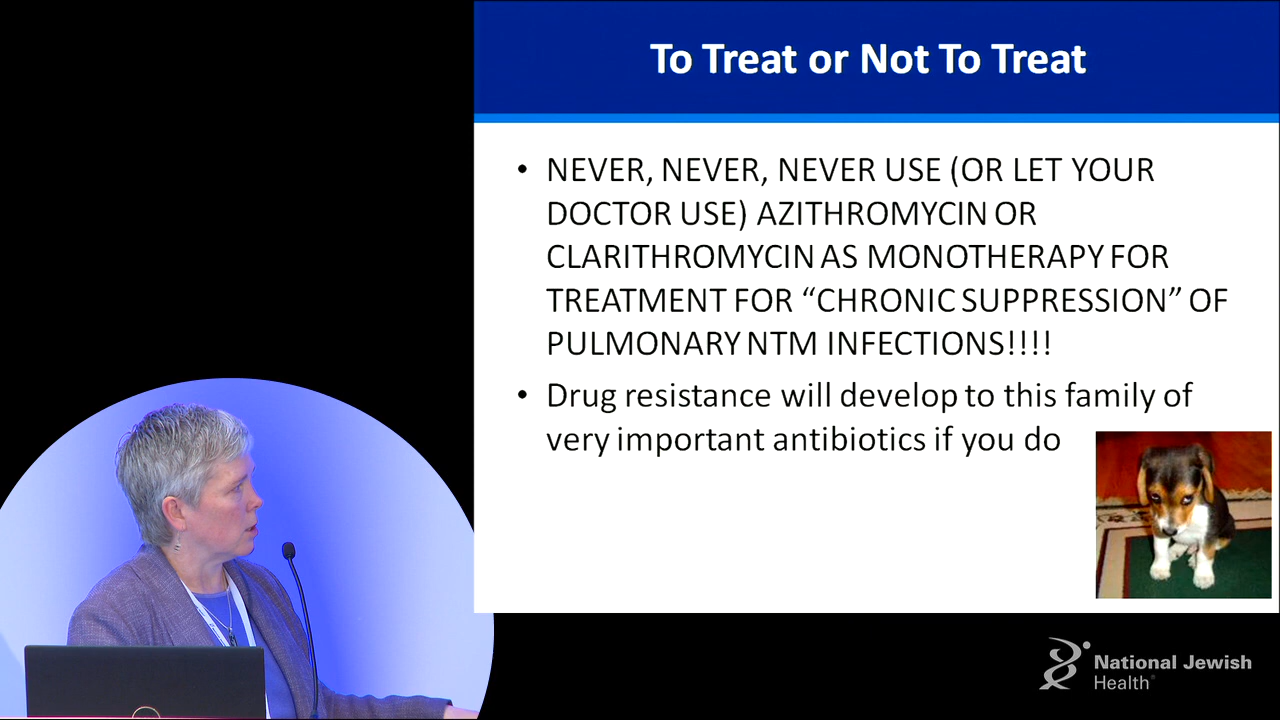 To Treat or Not To Treat
• NEVER, NEVER, NEVER USE (OR LET YOUR
DOCTOR USE) AZITHROMYCIN OR
CLARITHROMYCIN AS MONOTHERAPY FOR
TREATMENT FOR “CHRONIC SUPPRESSION” OF
PULMONARY NTM INFECTIONS!!!!
• Drug resistance will develop to this family of
very important antibiotics if you do
National Jewish
Health®